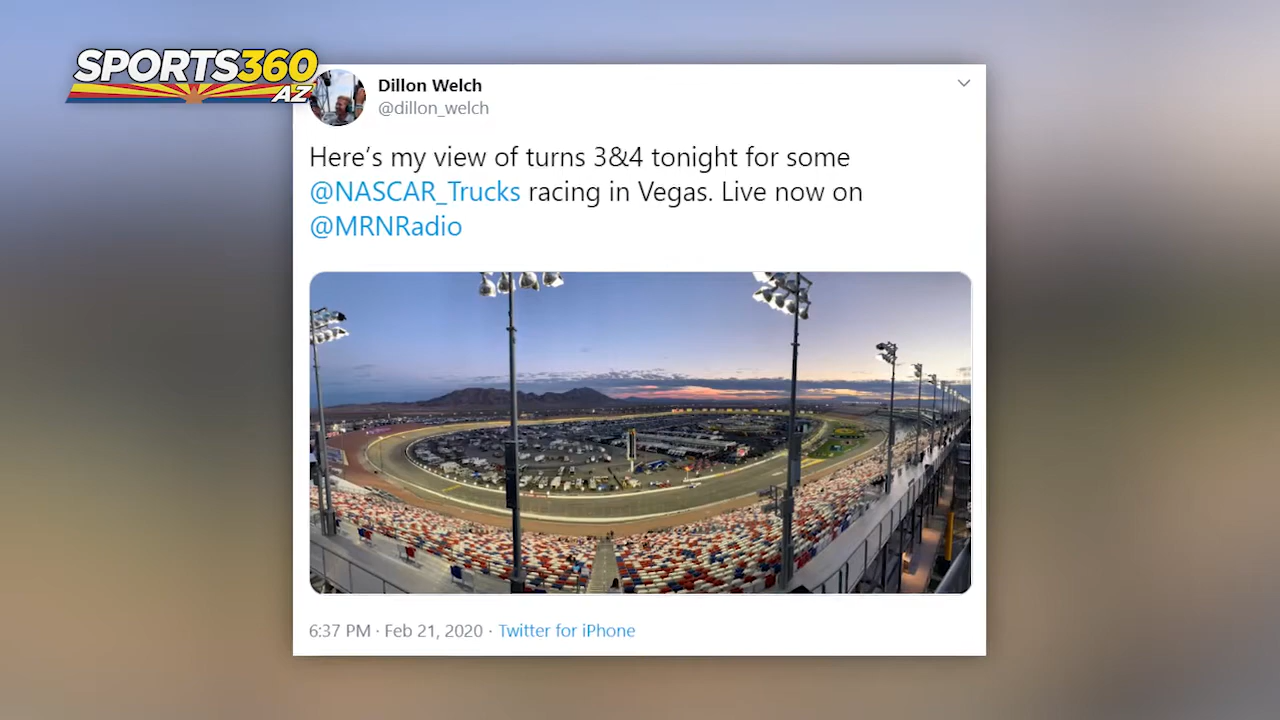 SPORTS360
AZ
Dillon Welch
@dillon_welch
Here's my view of turns 3&4 tonight for some
@NASCAR_Trucks racing in Vegas. Live now on
@MRNRadio
6:37 PM · Feb 21, 2020 · Twitter for iPhone